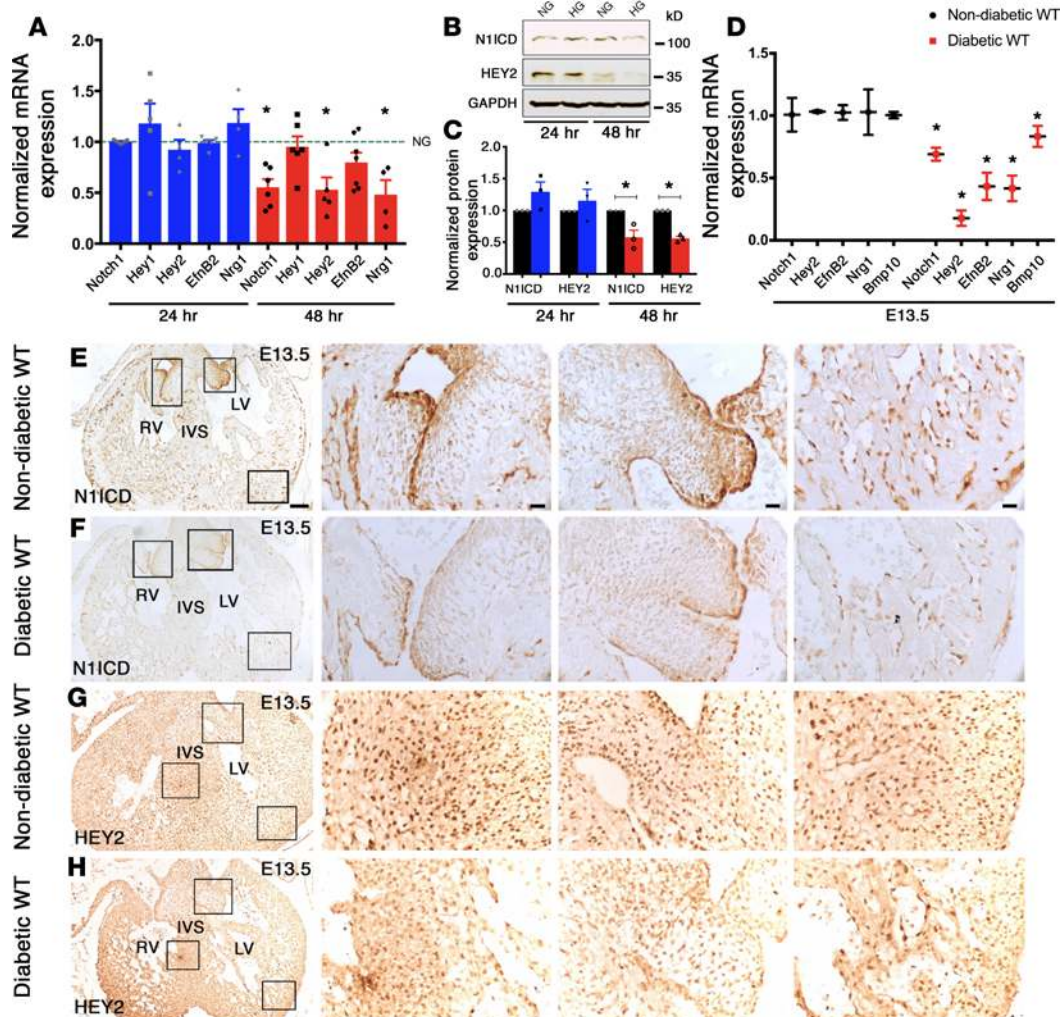 A
Normalized mRNA
expression
2.0
1.5
1.0
0.5
0.0
NG
* * *
Notch1 Hey1 Hey2 EfnB2 Nrg1 Notch1 Hey1 Hey2 EfnB2 Nrg1
24 hr 48 hr
B
NG HG NG HG kD
N1ICD 100
HEY2 35
GAPDH 35
24 hr 48 hr
C
Normalized protein
expression
2.0
1.5
1.0
0.5
0.0
* *
N1ICD HEY2 N1ICD HEY2
24 hr 48 hr
D
Non-diabetic WT
Diabetic WT
Normalized mRNA
expression
1.5
1.0
0.5
0.0
* * * * *
Notch1 Hey2 EfnB2 Nrg1 Bmp10 Notch1 Hey2 EfnB2 Nrg1 Bmp10
E13.5
E
Non-diabetic WT
E13.5
RV IVS LV
N1ICD
F
Diabetic WT
E13.5
RV IVS LV
N1ICD
G
Non-diabetic WT
E13.5
IVS LV
HEY2
H
Diabetic WT
E13.5
RV IVS LV
HEY2